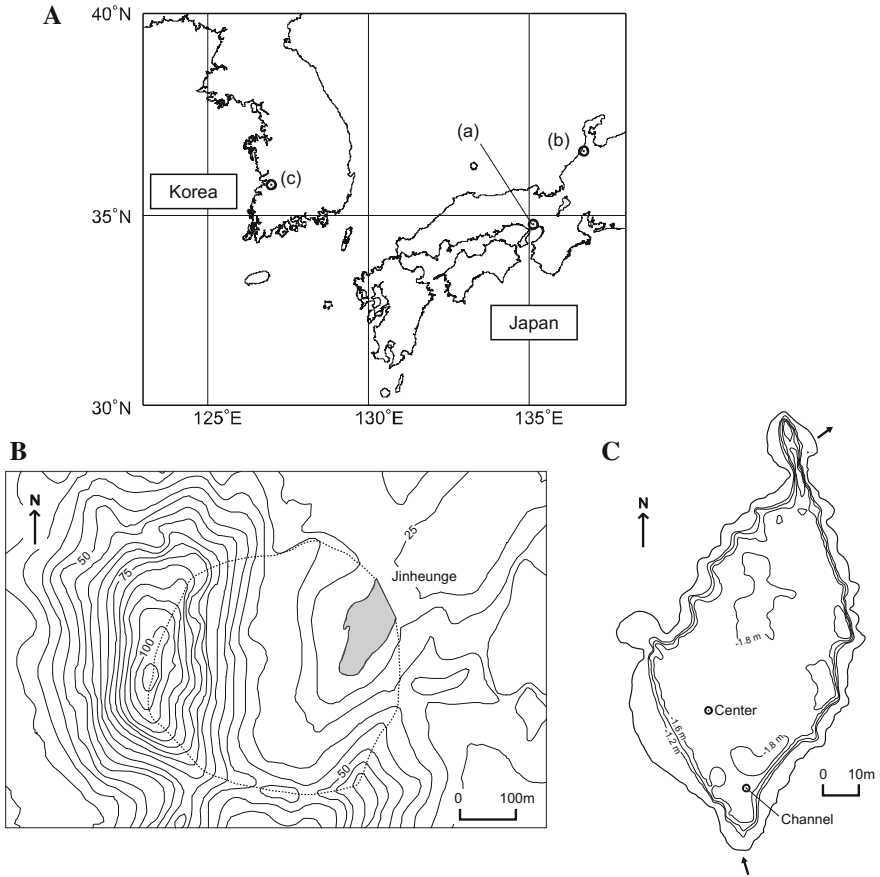 A
40˚N
(a)
(b)
(c)
Korea
35˚N
Japan
30˚N
125˚E
130˚E
135˚E
B
C
N
50
75
100
25
Jinheunge
50
0
100m
N
-1.8 m
Center
-1.6 m
-1.2 m
-1.8 m
0
10m
Channel